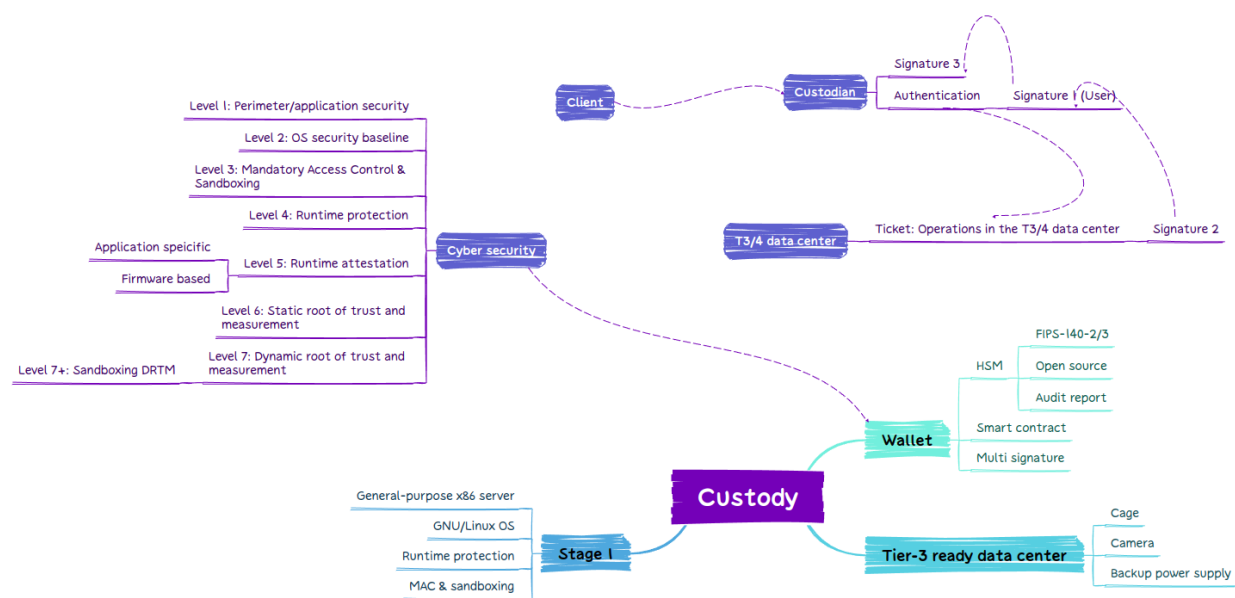 Signature 3
Client
Custodian
Authentication
Signature 1 (User)
Level 1: Perimeter/application security
Level 2: OS security baseline
Level 3: Mandatory Access Control &
Sandboxing
Level 4: Runtime protection
Cyber security
Application speicific
Level 5: Runtime attestation
Firmware based
Level 6: Static root of trust and
measurement
Level 7: Dynamic root of trust and
measurement
Level 7+: Sandboxing DRTM
T3/4 data center
Ticket: Operations in the T3/4 data center
Signature 2
FIPS-140-2/3
HSM
Open source
Audit report
Smart contract
Wallet
Multi signature
Custody
General-purpose x86 server
GNU/Linux OS
Stage 1
Runtime protection
MAC & sandboxing
Cage
Tier-3 ready data center
Camera
Backup power supply